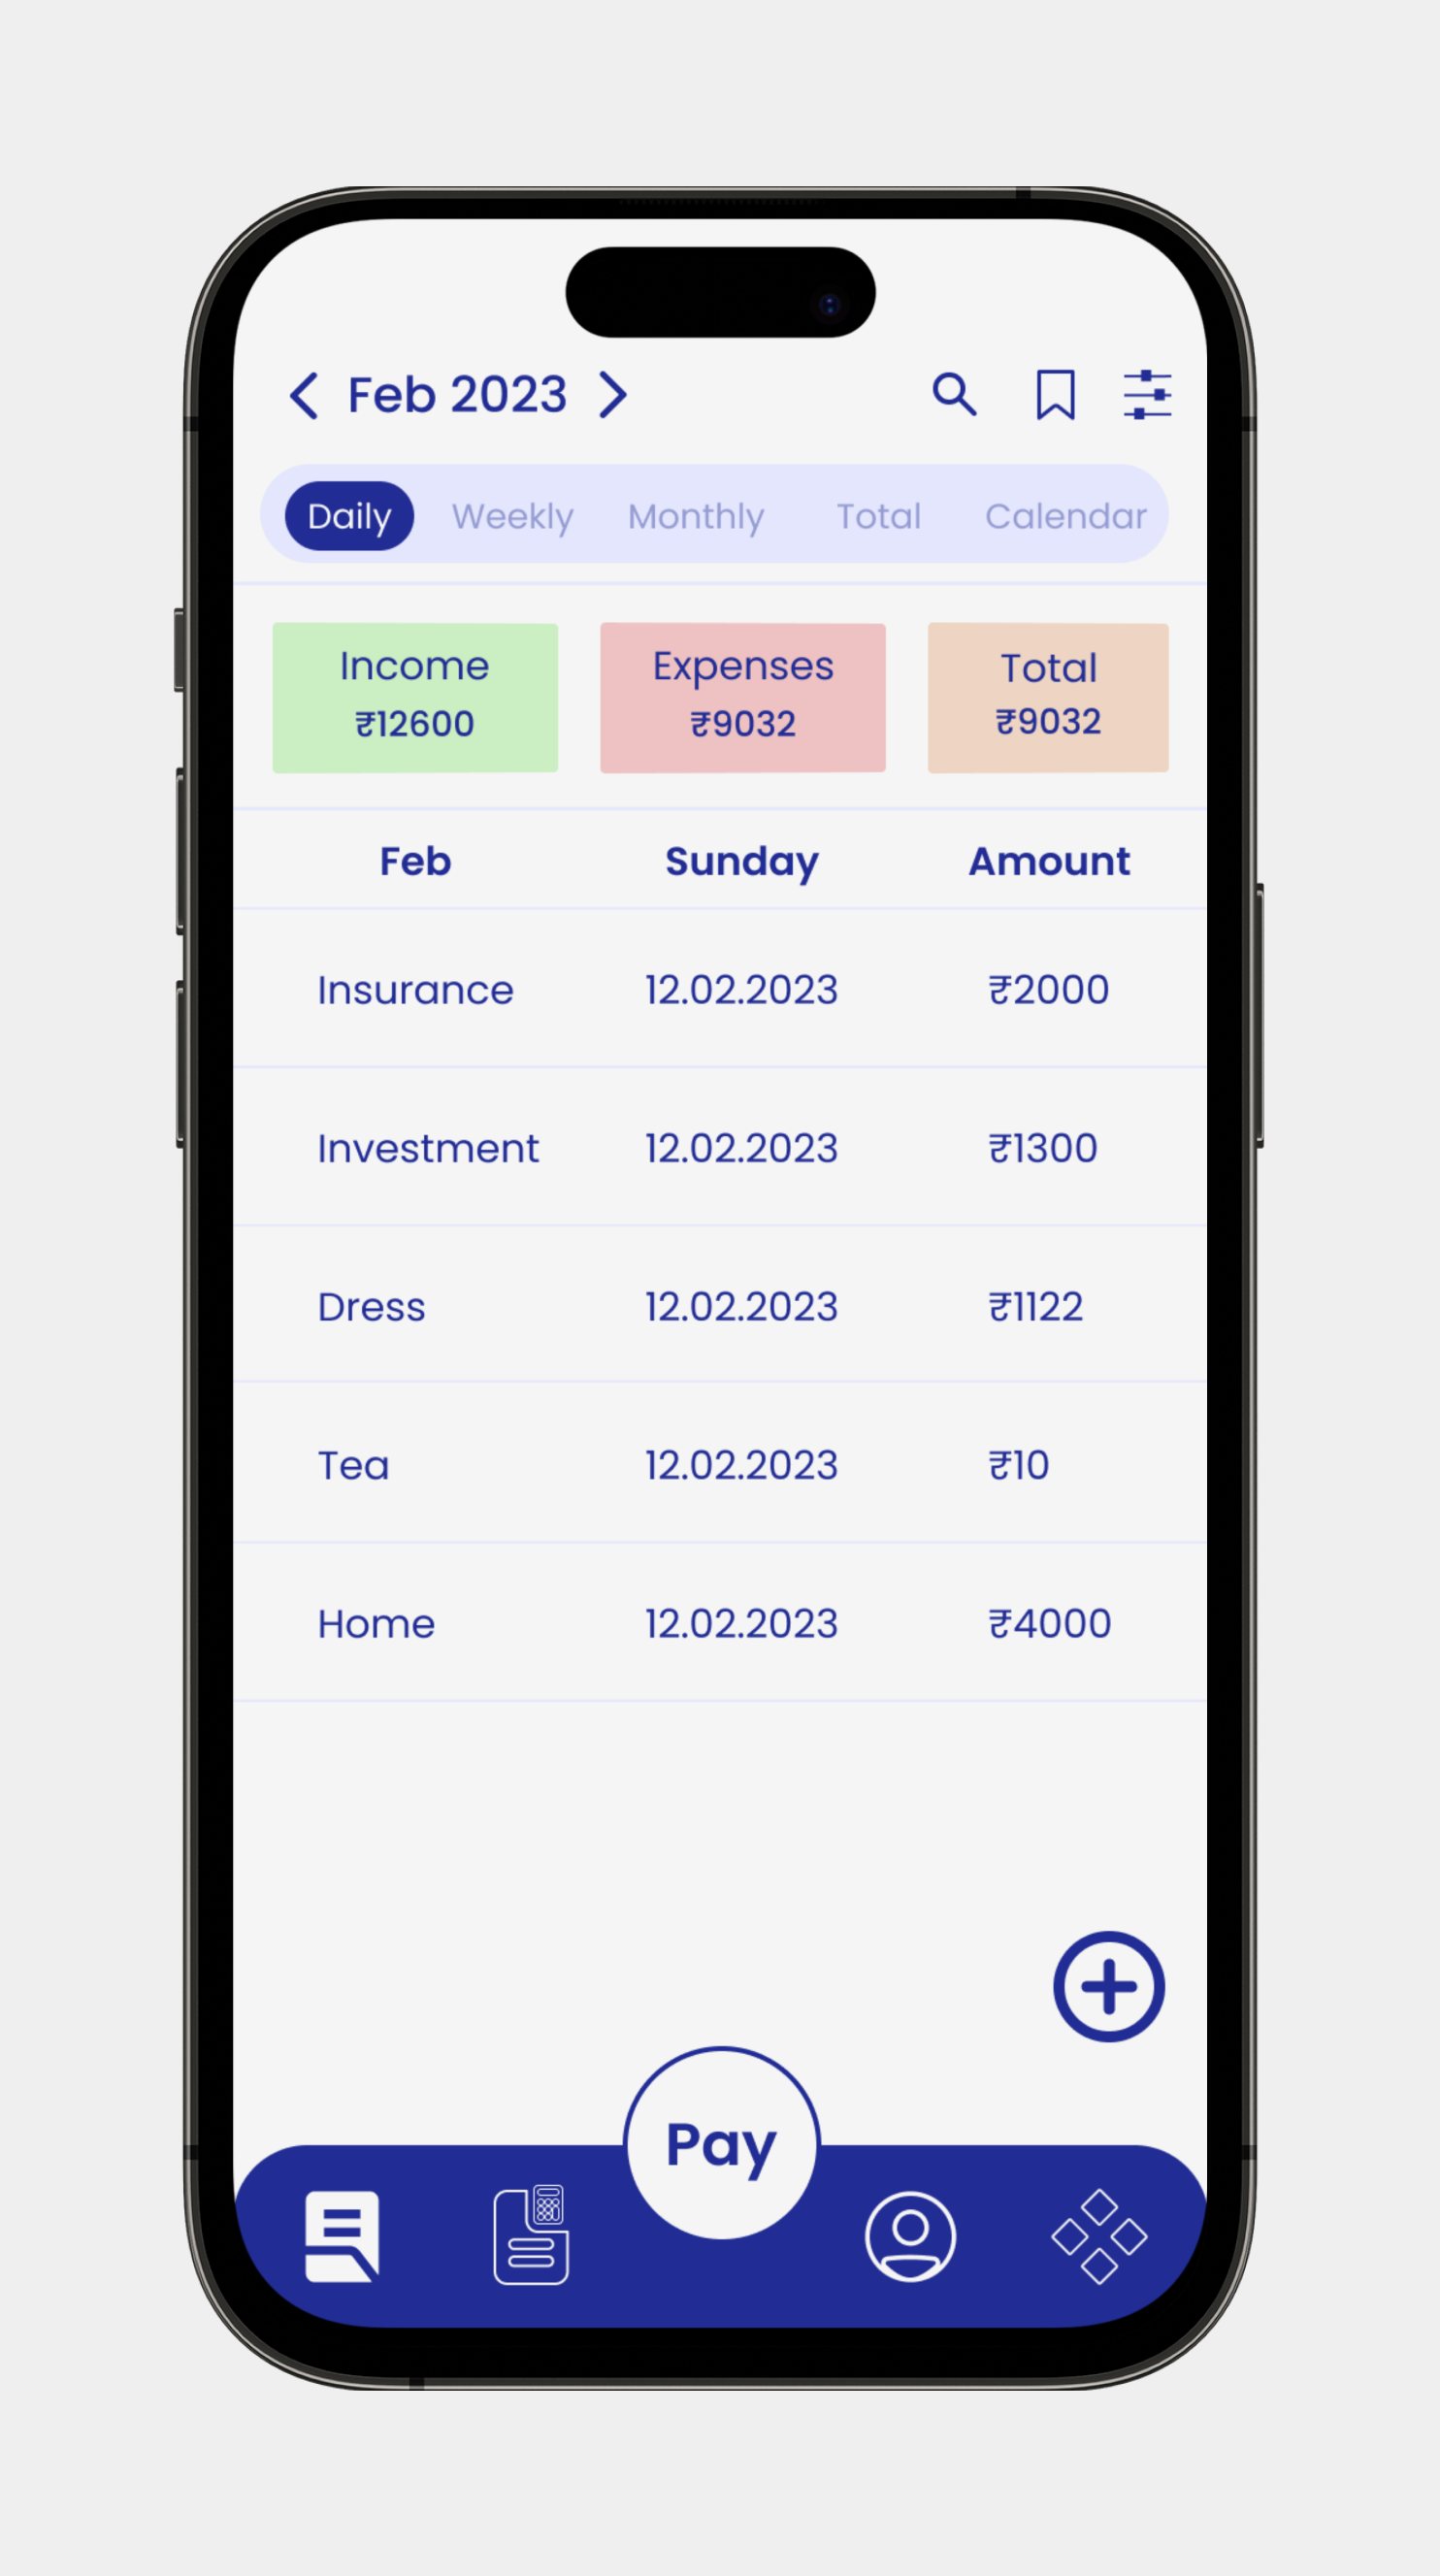 Feb 2023
Daily Weekly Monthly Total Calendar
Income Expenses Total
₹12600 ₹9032 ₹9032
Feb Sunday Amount
Insurance 12.02.2023 ₹2000
Investment 12.02.2023 ₹1300
Dress 12.02.2023 ₹1122
Tea 12.02.2023 ₹10
Home 12.02.2023 ₹4000
Pay